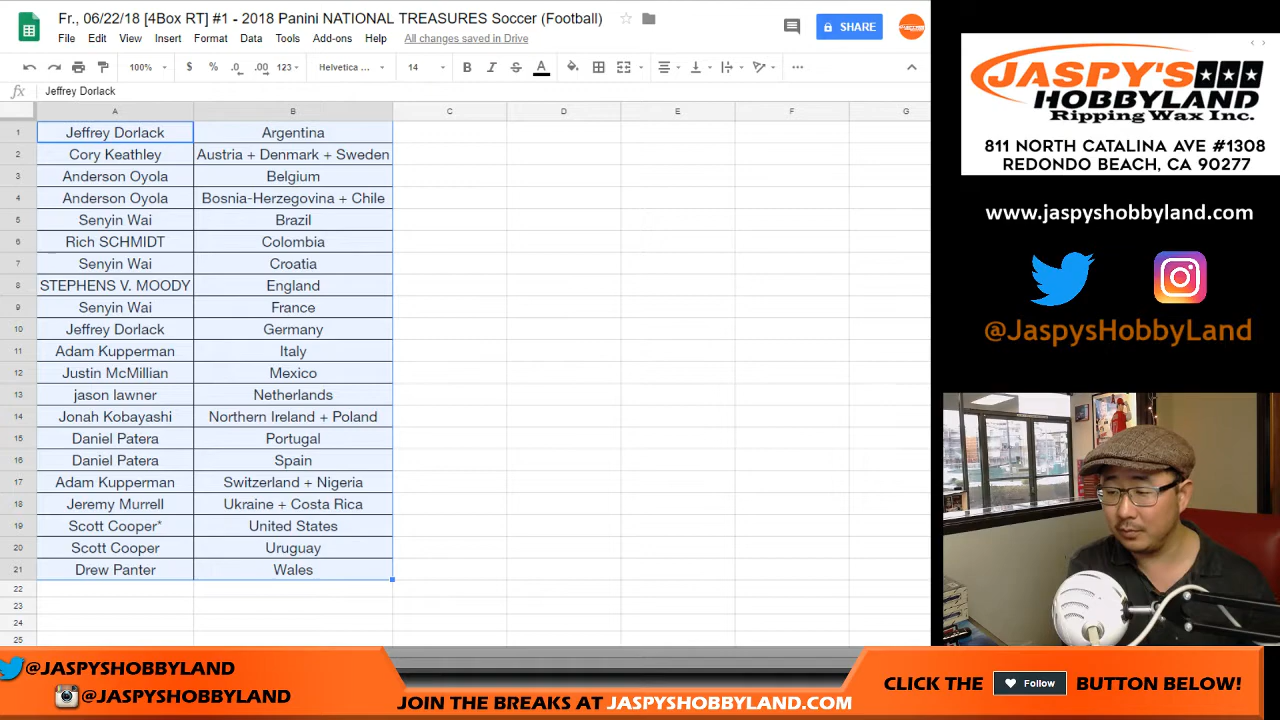 Fr., 06/22/18 [4Box RT] #1 - 2018 Panini NATIONAL TREASURES Soccer (Football)
File Edit View Insert Format Data Tools Add-ons Help All changes saved in Drive
SHARE
100% $ % .0 .00 123 Helvetica ... 14 B I S A
fx Jeffrey Dorlack
A B C D E F G
1 Jeffrey Dorlack Argentina
2 Cory Keathley Austria + Denmark + Sweden
3 Anderson Oyola Belgium
4 Anderson Oyola Bosnia-Herzegovina + Chile
5 Senyin Wai Brazil
6 Rich SCHMIDT Colombia
7 Senyin Wai Croatia
8 STEPHENS V. MOODY England
9 Senyin Wai France
10 Jeffrey Dorlack Germany
11 Adam Kupperman Italy
12 Justin McMillian Mexico
13 jason lawner Netherlands
14 Jonah Kobayashi Northern Ireland + Poland
15 Daniel Patera Portugal
16 Daniel Patera Spain
17 Adam Kupperman Switzerland + Nigeria
18 Jeremy Murrell Ukraine + Costa Rica
19 Scott Cooper* United States
20 Scott Cooper Uruguay
21 Drew Panter Wales
22
23
24
25
JASPY'S
HOBBYLAND
Ripping Wax Inc.
811 NORTH CATALINA AVE #1308
REDONDO BEACH, CA 90277
www.jaspyshobbyland.com
@JaspysHobbyLand
@JASPYSHOBBYLAND
@JASPYSHOBBYLAND
JOIN THE BREAKS AT JASPYSHOBBYLAND.COM
CLICK THE Follow BUTTON BELOW!